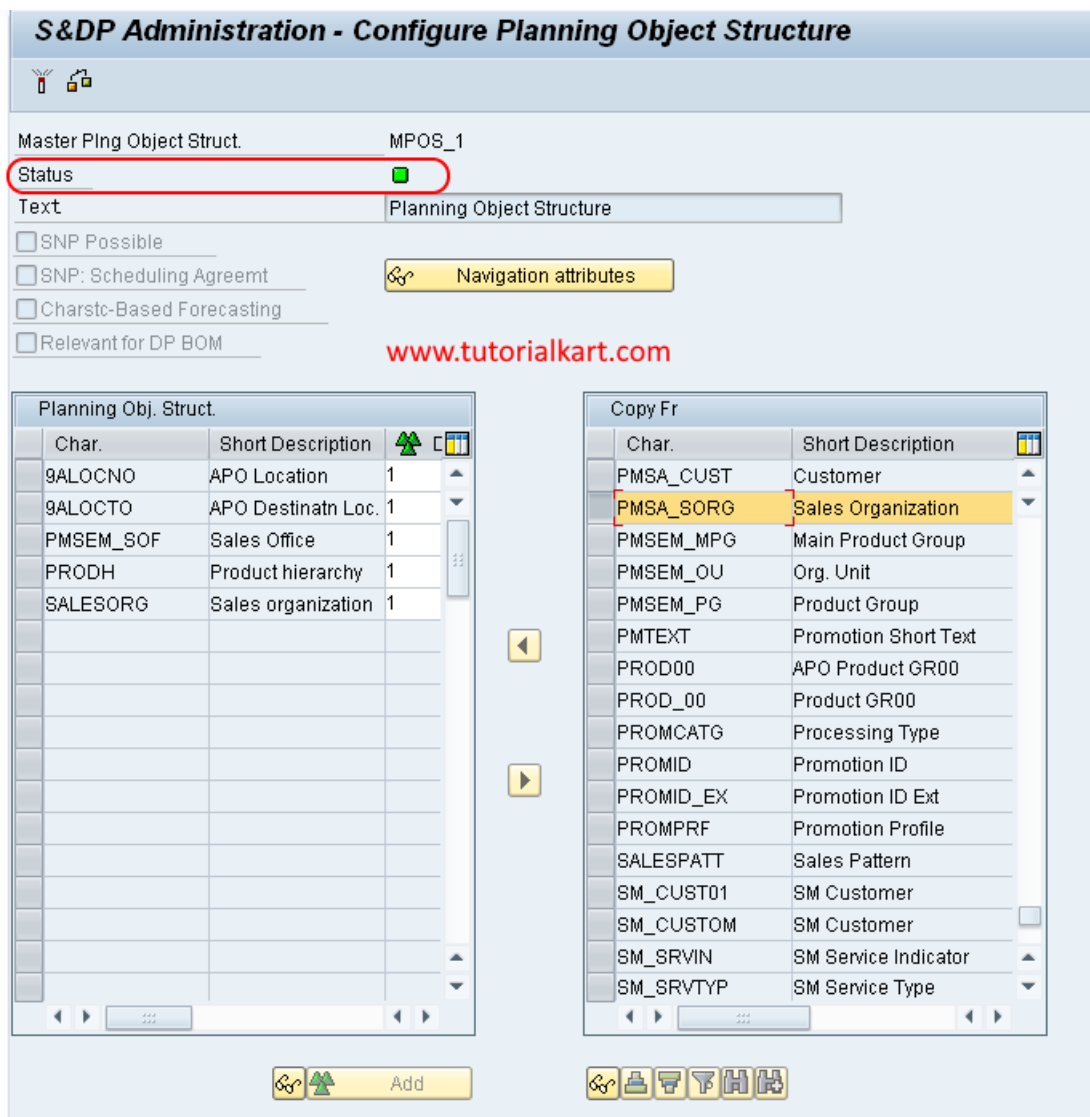 S&DP Administration - Configure Planning Object Structure
Master Plng Object Struct. MPOS_1
Status
Text Planning Object Structure
SNP Possible
SNP: Scheduling Agreemt Navigation attributes
Charstc-Based Forecasting
Relevant for DP BOM
www.tutorialkart.com
Planning Obj. Struct.
Char. Short Description
9ALOCNO APO Location 1
9ALOCTO APO Destinatn Loc. 1
PMSEM_SOF Sales Office 1
PRODH Product hierarchy 1
SALESORG Sales organization 1
Add
Copy Fr
Char. Short Description
PMSA_CUST Customer
PMSA_SORG Sales Organization
PMSEM_MPG Main Product Group
PMSEM_OU Org. Unit
PMSEM_PG Product Group
PMTEXT Promotion Short Text
PROD00 APO Product GR00
PROD_00 Product GR00
PROMCATG Processing Type
PROMID Promotion ID
PROMID_EX Promotion ID Ext
PROMPRF Promotion Profile
SALESPATT Sales Pattern
SM_CUST01 SM Customer
SM_CUSTOM SM Customer
SM_SRVIN SM Service Indicator
SM_SRVTYP SM Service Type